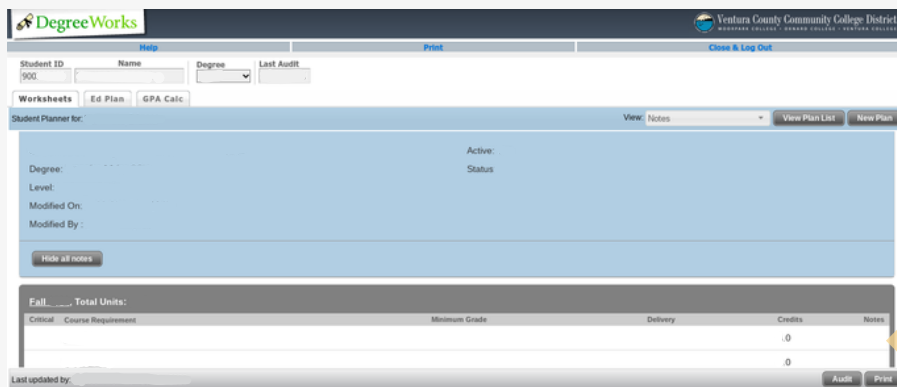 DegreeWorks
Ventura County Community College District
MOORPARK COLLEGE · OXNARD COLLEGE · VENTURA COLLEGE
Help Print Close & Log Out
Student ID Name Degree Last Audit
900.
Worksheets Ed Plan GPA Calc
Student Planner for: View: Notes View Plan List New Plan
Active:
Degree: Status
Level:
Modified On:
Modified By :
Hide all notes
Fall , Total Units:
Critical Course Requirement Minimum Grade Delivery Credits Notes
.0
.0
Last updated by: Audit Print